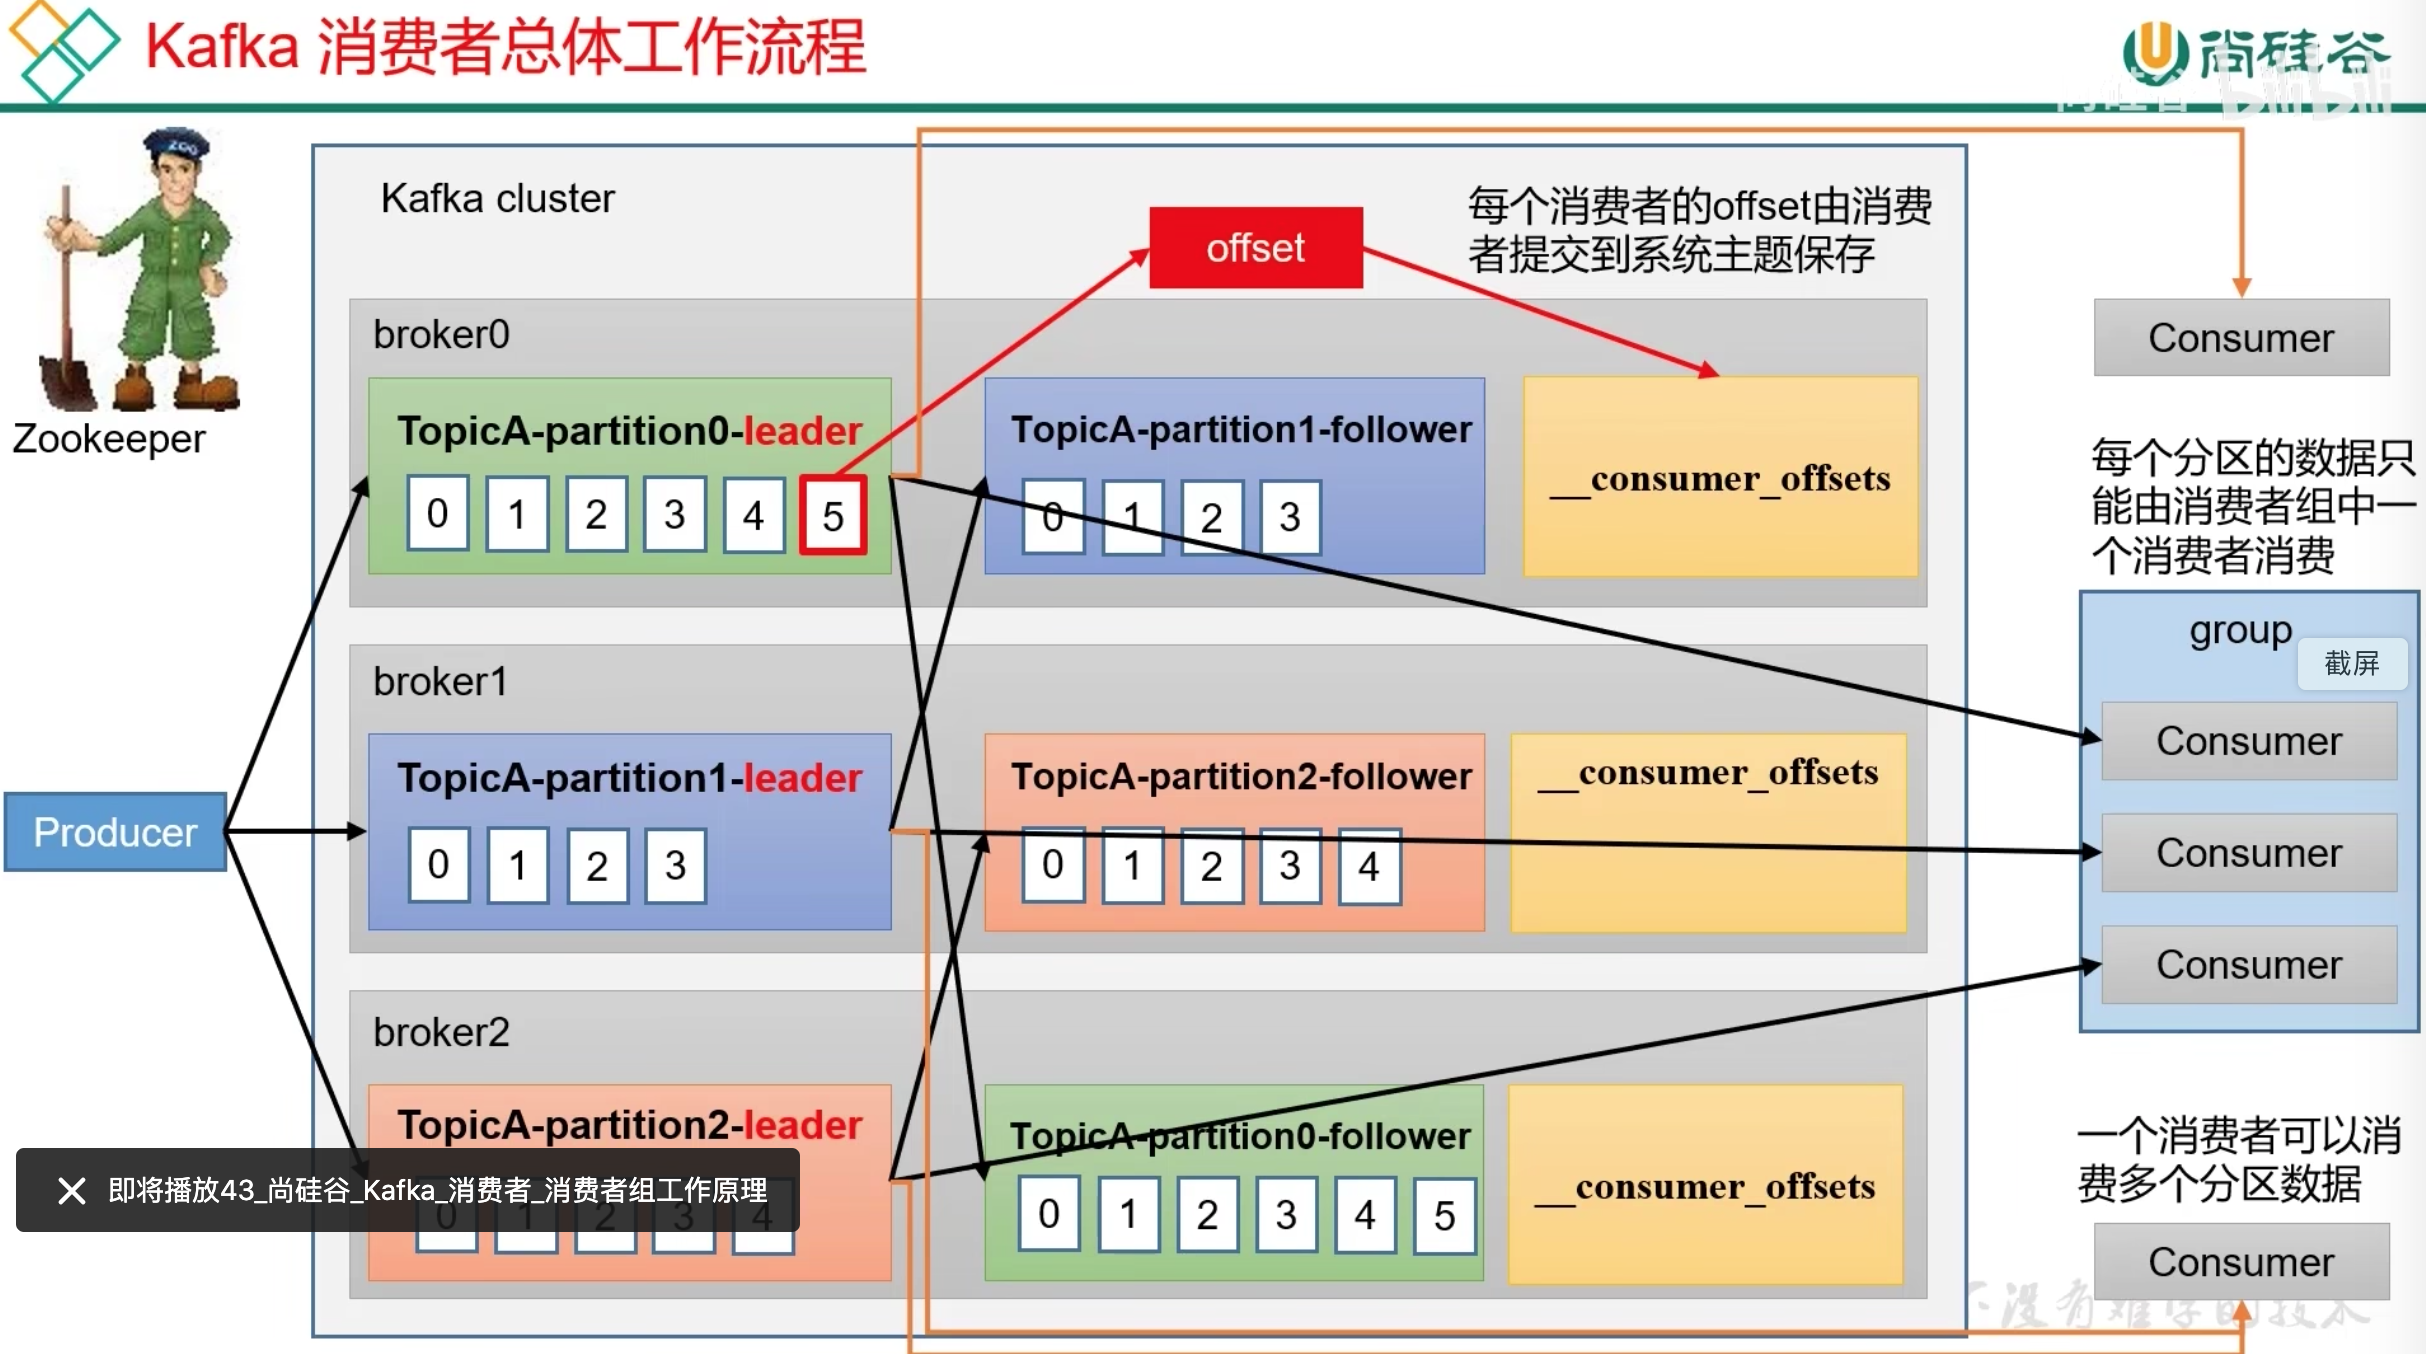 Kafka 消费者总体工作流程
尚硅谷
bilibili
ZOO
Zookeeper
Kafka cluster
offset
每个消费者的offset由消费
者提交到系统主题保存
broker0
TopicA-partition0-leader
0 1 2 3 4 5
TopicA-partition1-follower
0 1 2 3
__consumer_offsets
broker1
TopicA-partition1-leader
0 1 2 3
TopicA-partition2-follower
0 1 2 3 4
__consumer_offsets
broker2
TopicA-partition2-leader
0 1 2 3 4
TopicA-partition0-follower
0 1 2 3 4 5
__consumer_offsets
Producer
即将播放43_尚硅谷_Kafka_消费者_消费者组工作原理
Consumer
每个分区的数据只
能由消费者组中一
个消费者消费
group
截屏
Consumer
Consumer
Consumer
一个消费者可以消
费多个分区数据
Consumer
没有难学的技术